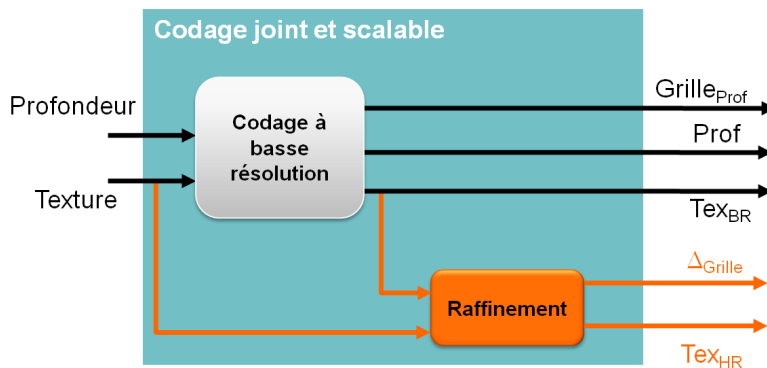 Codage joint et scalable
Profondeur
Texture
Codage à
basse
résolution
Grille_Prof
Prof
Tex_BR
Δ_Grille
Raffinement
Tex_HR